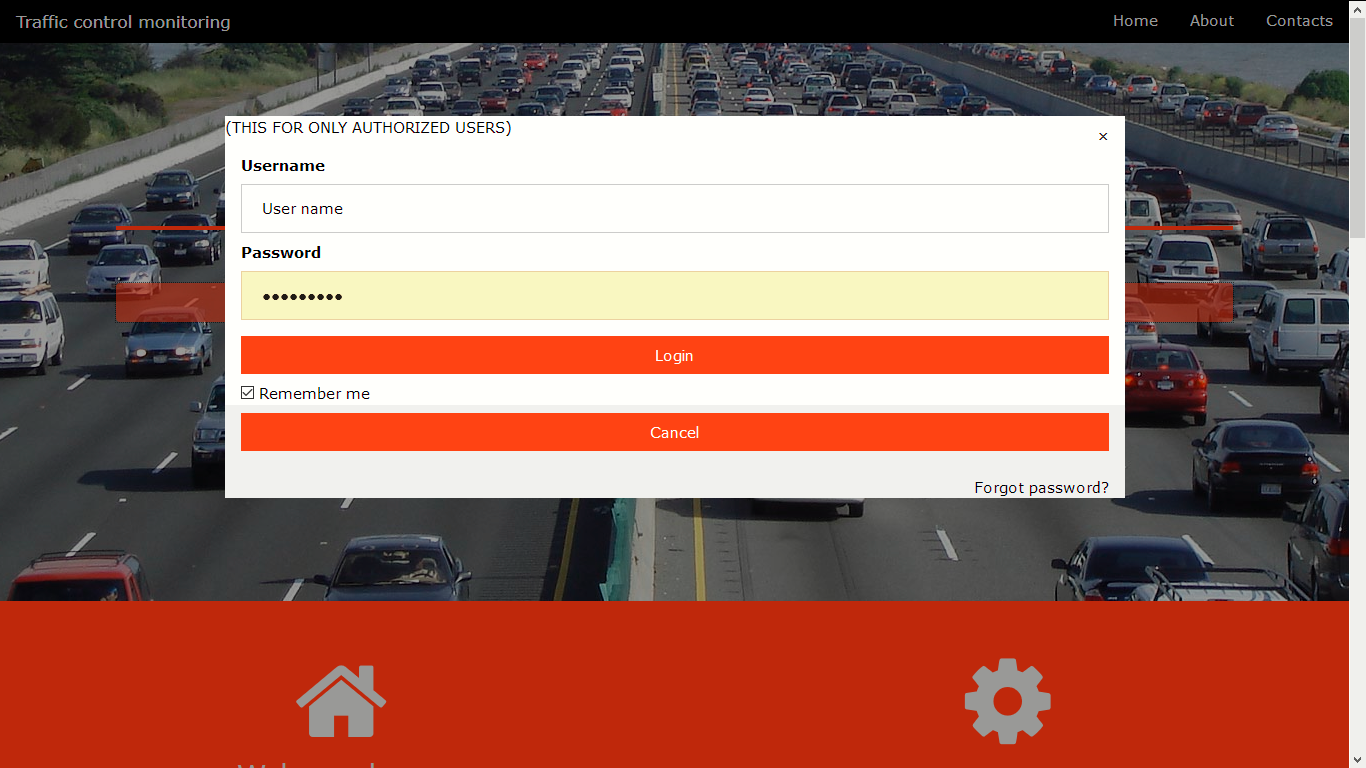 Traffic control monitoring
Home About Contacts
(THIS FOR ONLY AUTHORIZED USERS)
×
Username
User name
Password
•••••••••
Login
Remember me
Cancel
Forgot password?